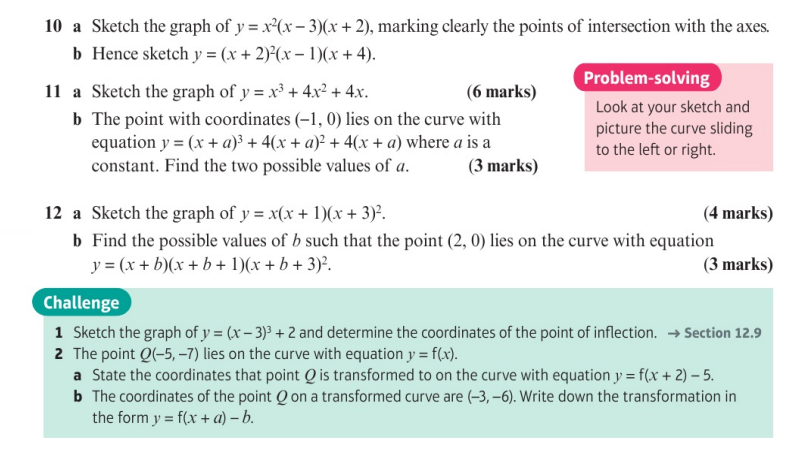 10 a Sketch the graph of y = x²(x – 3)(x + 2), marking clearly the points of intersection with the axes.
b Hence sketch y = (x + 2)²(x – 1)(x + 4).
11 a Sketch the graph of y = x³ + 4x² + 4x. (6 marks)
b The point with coordinates (–1, 0) lies on the curve with
equation y = (x + a)³ + 4(x + a)² + 4(x + a) where a is a
constant. Find the two possible values of a. (3 marks)
Problem-solving
Look at your sketch and
picture the curve sliding
to the left or right.
12 a Sketch the graph of y = x(x + 1)(x + 3)². (4 marks)
b Find the possible values of b such that the point (2, 0) lies on the curve with equation
y = (x + b)(x + b + 1)(x + b + 3)². (3 marks)
Challenge
1 Sketch the graph of y = (x – 3)³ + 2 and determine the coordinates of the point of inflection. → Section 12.9
2 The point Q(–5, –7) lies on the curve with equation y = f(x).
a State the coordinates that point Q is transformed to on the curve with equation y = f(x + 2) – 5.
b The coordinates of the point Q on a transformed curve are (–3, –6). Write down the transformation in
the form y = f(x + a) – b.